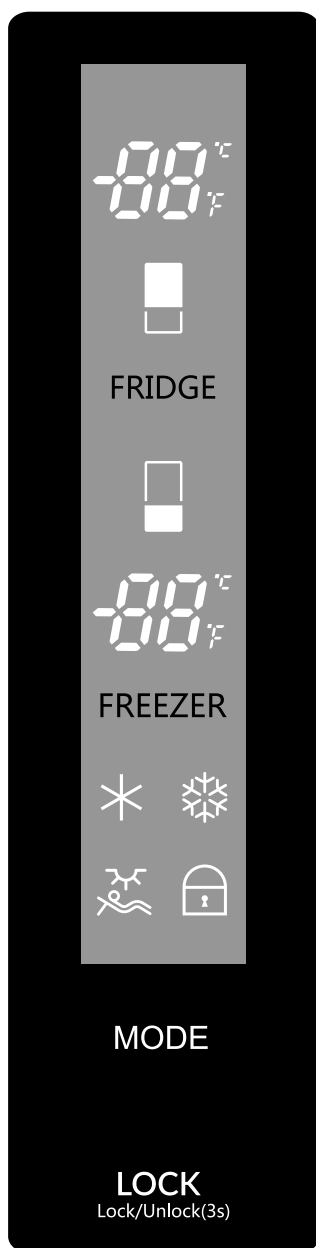 -88 °C
°F
FRIDGE
-88 °C
°F
FREEZER
MODE
LOCK
Lock/Unlock(3s)